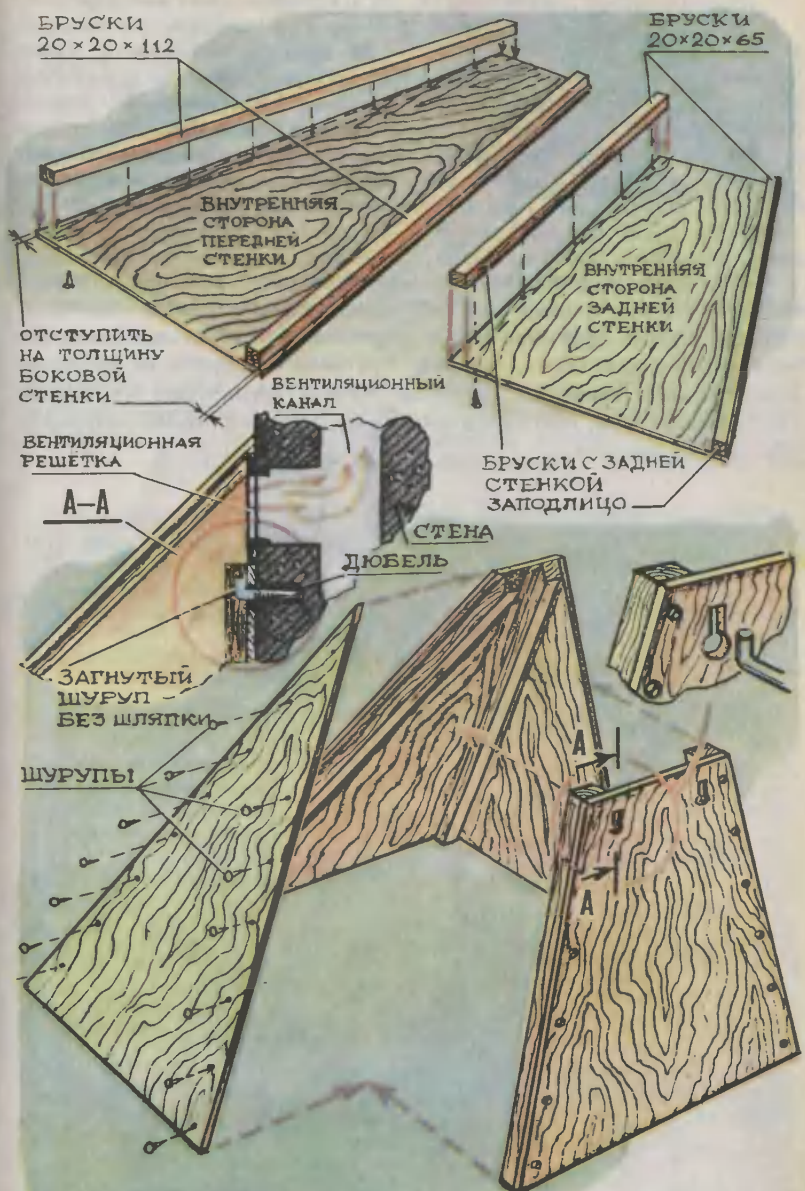 БРУСКИ
20×20×112
БРУСКИ
20×20×65
ВНУТРЕННЯЯ
СТОРОНА
ПЕРЕДНЕЙ
СТЕНКИ
ВНУТРЕННЯЯ
СТОРОНА
ЗАДНЕЙ
СТЕНКИ
ОТСТУПИТЬ
НА ТОЛЩИНУ
БОКОВОЙ
СТЕНКИ
ВЕНТИЛЯЦИОННЫЙ
КАНАЛ
ВЕНТИЛЯЦИОННАЯ
РЕШЁТКА
БРУСКИ С ЗАДНЕЙ
СТЕНКОЙ
ЗАПОДЛИЦО
А–А
СТЕНА
ДЮБЕЛЬ
ЗАГНУТЫЙ
ШУРУП
БЕЗ ШЛЯПКИ
ШУРУПЫ
А
А